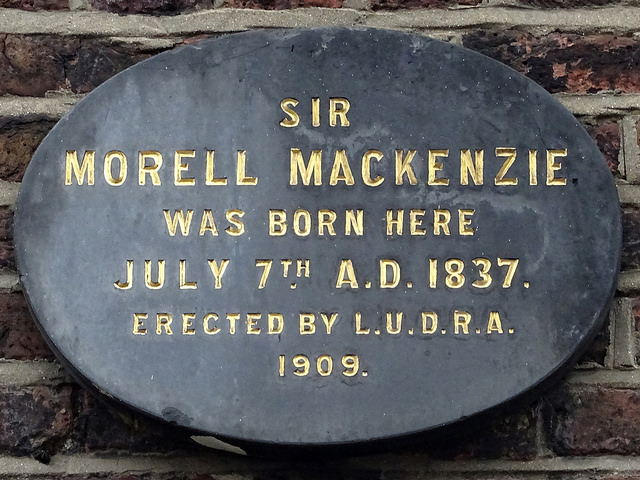 SIR
MORELL MACKENZIE.
WAS BORN HERE
JULY 7TH. A.D. 1837.
ERECTED BY L.U.D.R.A.
1909.